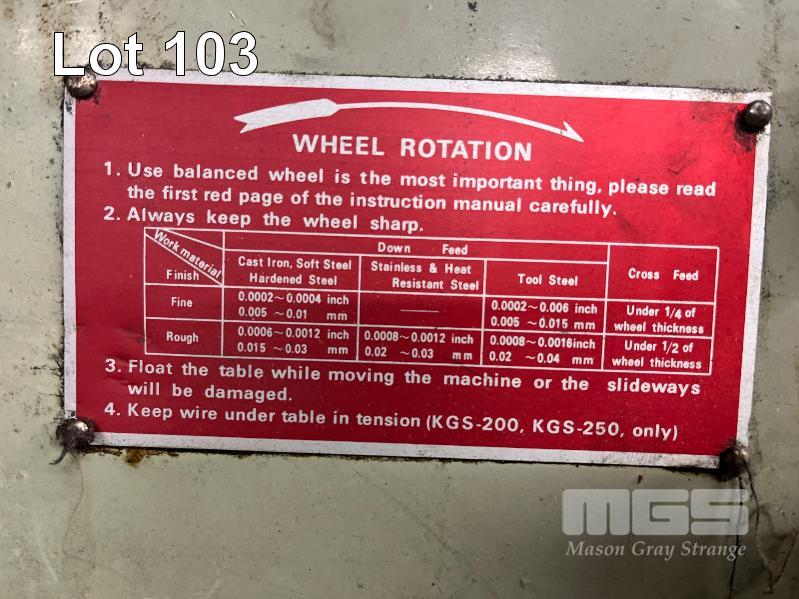 Lot 103
WHEEL ROTATION
1. Use balanced wheel is the most important thing, please read
the first red page of the instruction manual carefully.
2. Always keep the wheel sharp.
Work material
Finish
Down Feed
Cast Iron, Soft Steel
Hardened Steel
Stainless & Heat
Resistant Steel
Tool Steel
Cross Feed
Fine
0.0002~0.0004 inch
0.005 ~0.01 mm
——
0.0002~0.006 inch
0.005 ~0.015 mm
Under 1/4 of
wheel thickness
Rough
0.0006~0.0012 inch
0.015 ~0.03 mm
0.0008~0.0012 inch
0.02 ~0.03 mm
0.0008~0.0016inch
0.02 ~0.04 mm
Under 1/2 of
wheel thickness
3. Float the table while moving the machine or the slideways
will be damaged.
4. Keep wire under table in tension (KGS-200, KGS-250, only)
MGS
Mason Gray Strange